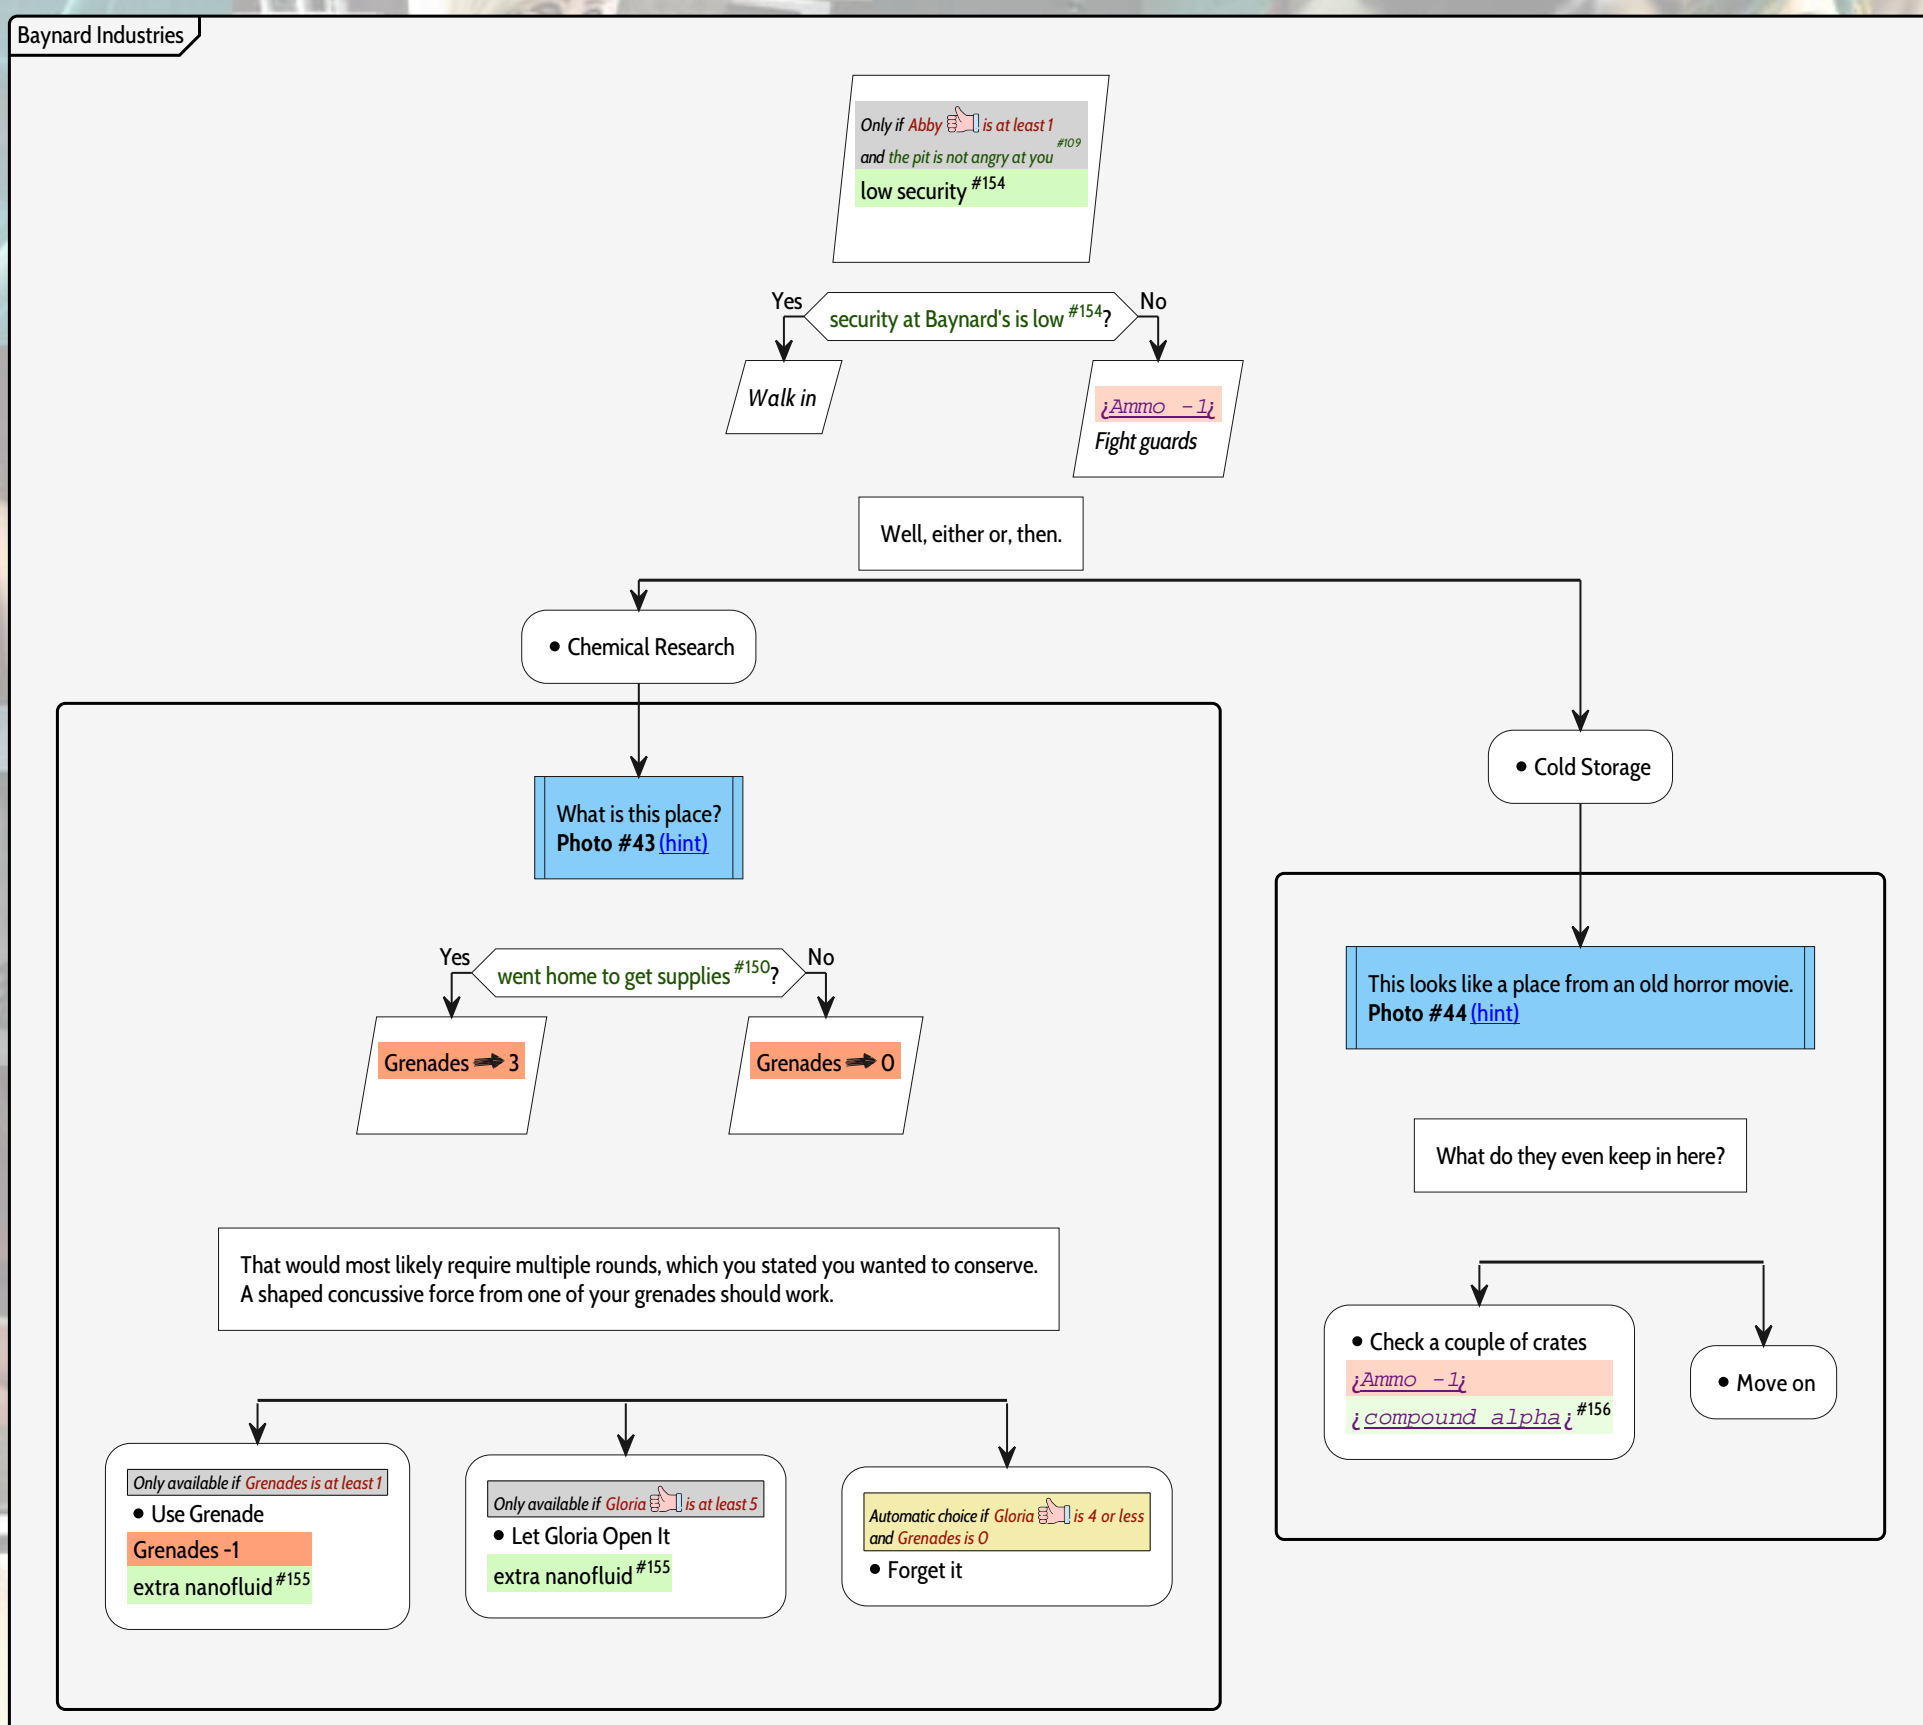 Baynard Industries
Only if Abby is at least 1
and the pit is not angry at you #109
low security #154
Yes
security at Baynard's is low #154?
No
Walk in
¿Ammo -1¿
Fight guards
Well, either or, then.
• Chemical Research
• Cold Storage
What is this place?
Photo #43 (hint)
Yes
went home to get supplies #150?
No
Grenades → 3
Grenades → 0
That would most likely require multiple rounds, which you stated you wanted to conserve.
A shaped concussive force from one of your grenades should work.
Only available if Grenades is at least 1
• Use Grenade
Grenades -1
extra nanofluid #155
Only available if Gloria is at least 5
• Let Gloria Open It
extra nanofluid #155
Automatic choice if Gloria is 4 or less
and Grenades is 0
• Forget it
This looks like a place from an old horror movie.
Photo #44 (hint)
What do they even keep in here?
• Check a couple of crates
¿Ammo -1¿
¿compound alpha¿ #156
• Move on